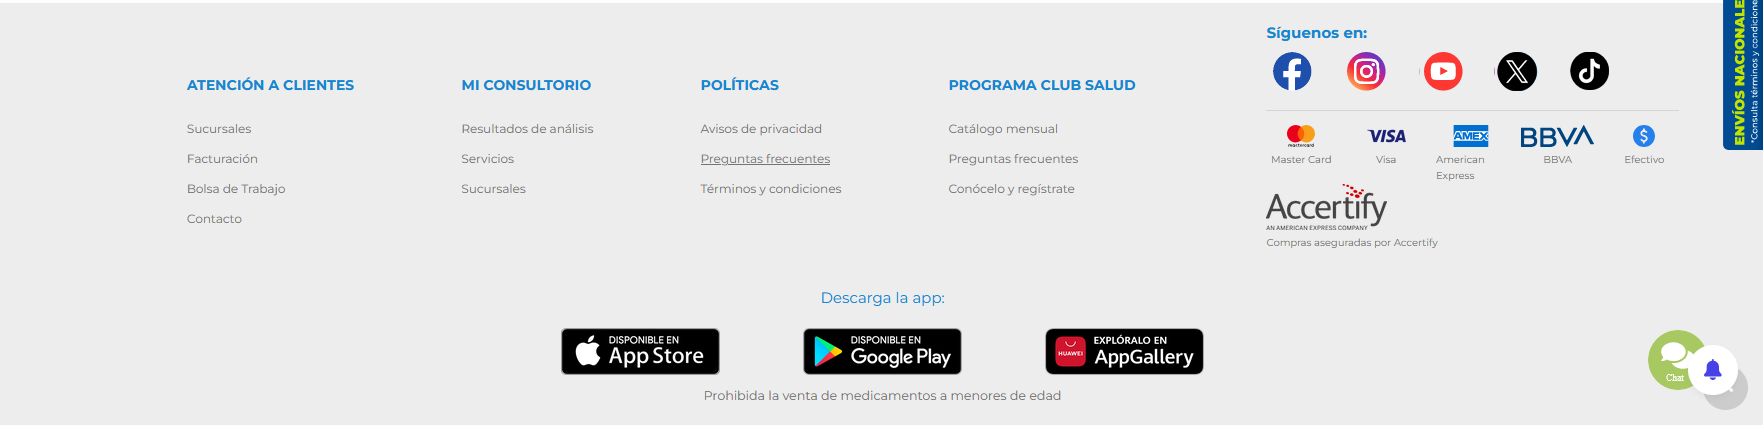 ATENCIÓN A CLIENTES
Sucursales
Facturación
Bolsa de Trabajo
Contacto
MI CONSULTORIO
Resultados de análisis
Servicios
Sucursales
POLÍTICAS
Avisos de privacidad
Preguntas frecuentes
Términos y condiciones
PROGRAMA CLUB SALUD
Catálogo mensual
Preguntas frecuentes
Conócelo y regístrate
Síguenos en:
mastercard
Master Card
VISA
Visa
AMEX
American
Express
BBVA
BBVA
Efectivo
Accertify
AN AMERICAN EXPRESS COMPANY
Compras aseguradas por Accertify
ENVÍOS NACIONALE
*Consulta términos y condicione
Descarga la app:
DISPONIBLE EN
App Store
DISPONIBLE EN
Google Play
HUAWEI
EXPLÓRALO EN
AppGallery
Prohibida la venta de medicamentos a menores de edad
Chat